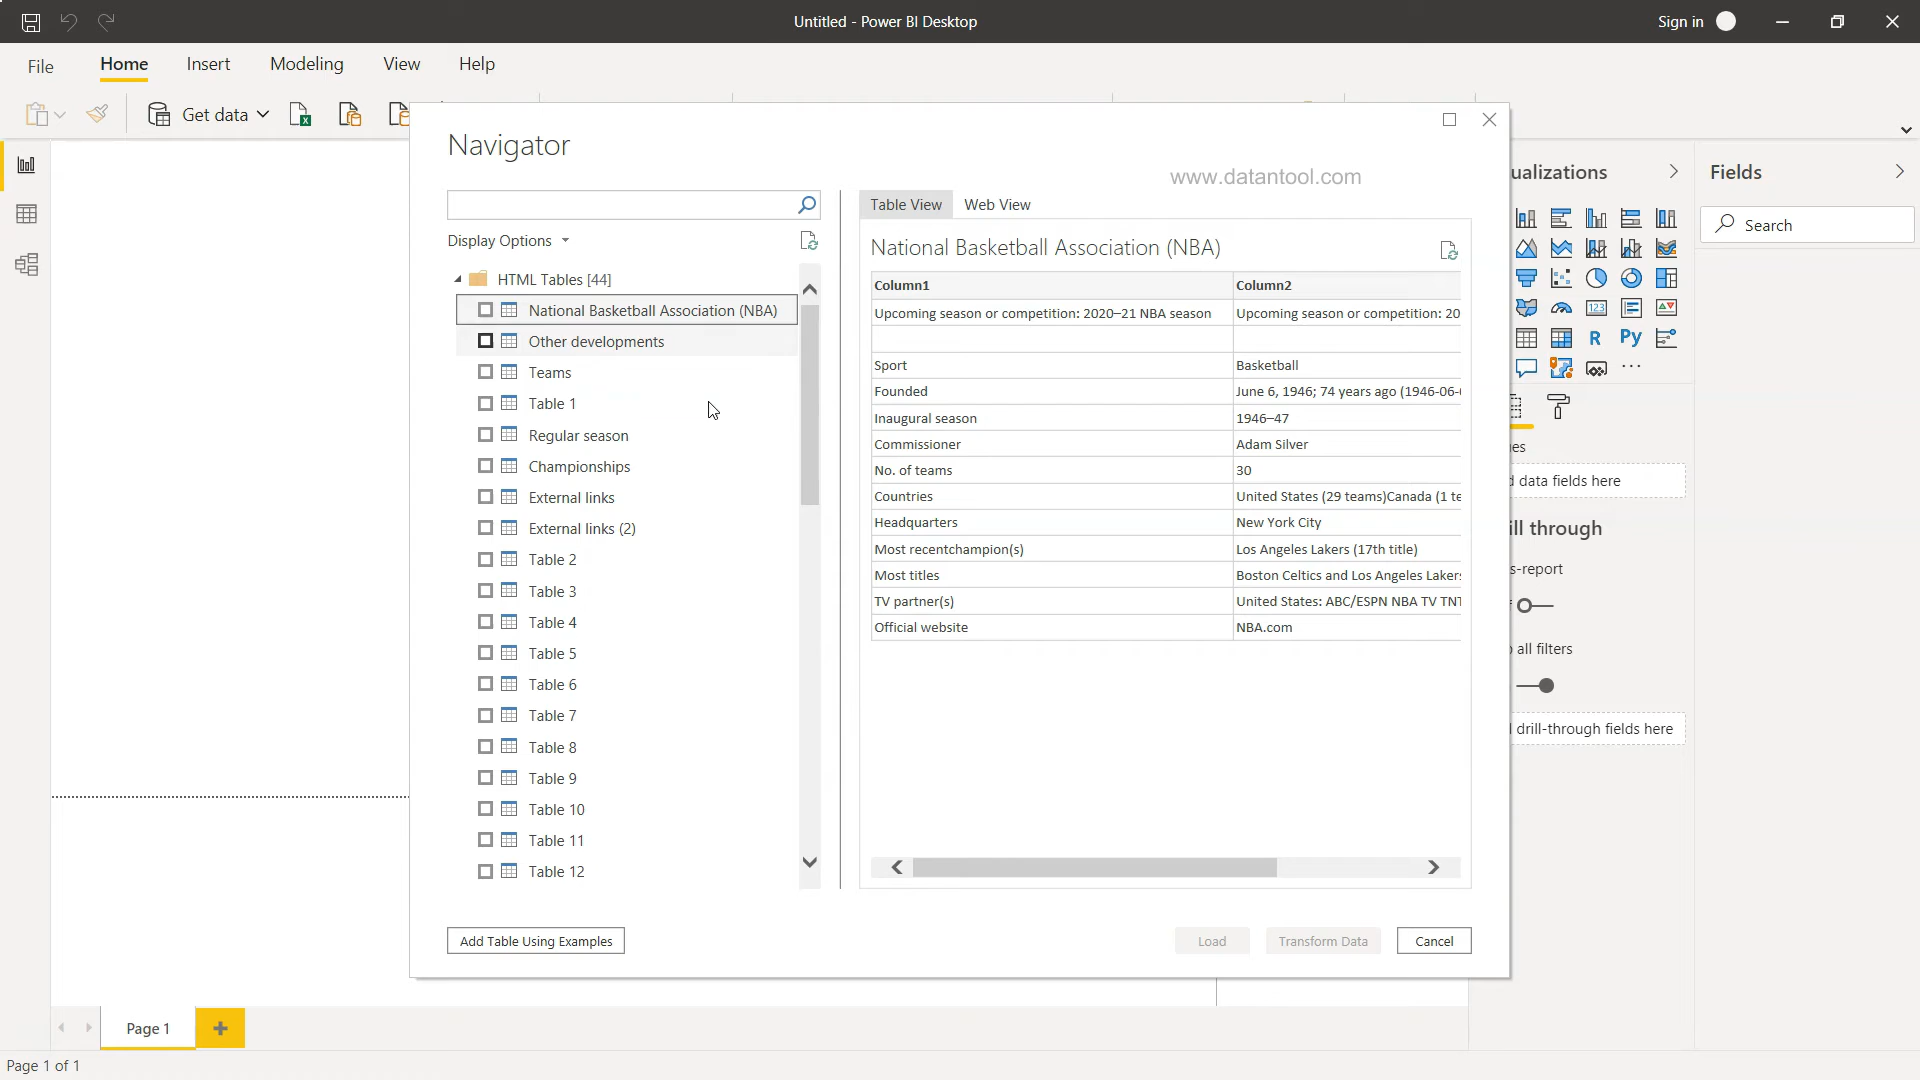 Untitled - Power BI Desktop
Sign in
File
Home
Insert
Modeling
View
Help
Get data
Navigator
www.datantool.com
Display Options
HTML Tables [44]
National Basketball Association (NBA)
Other developments
Teams
Table 1
Regular season
Championships
External links
External links (2)
Table 2
Table 3
Table 4
Table 5
Table 6
Table 7
Table 8
Table 9
Table 10
Table 11
Table 12
Add Table Using Examples
Table View Web View
National Basketball Association (NBA)
Column1 Column2
Upcoming season or competition: 2020–21 NBA season Upcoming season or competition: 20
Sport Basketball
Founded June 6, 1946; 74 years ago (1946-06-
Inaugural season 1946–47
Commissioner Adam Silver
No. of teams 30
Countries United States (29 teams)Canada (1 te
Headquarters New York City
Most recentchampion(s) Los Angeles Lakers (17th title)
Most titles Boston Celtics and Los Angeles Lakers
TV partner(s) United States: ABC/ESPN NBA TV TNT
Official website NBA.com
Load Transform Data Cancel
ualizations
123
R Py
es
d data fields here
ill through
s-report
all filters
drill-through fields here
Fields
Search
Page 1
Page 1 of 1